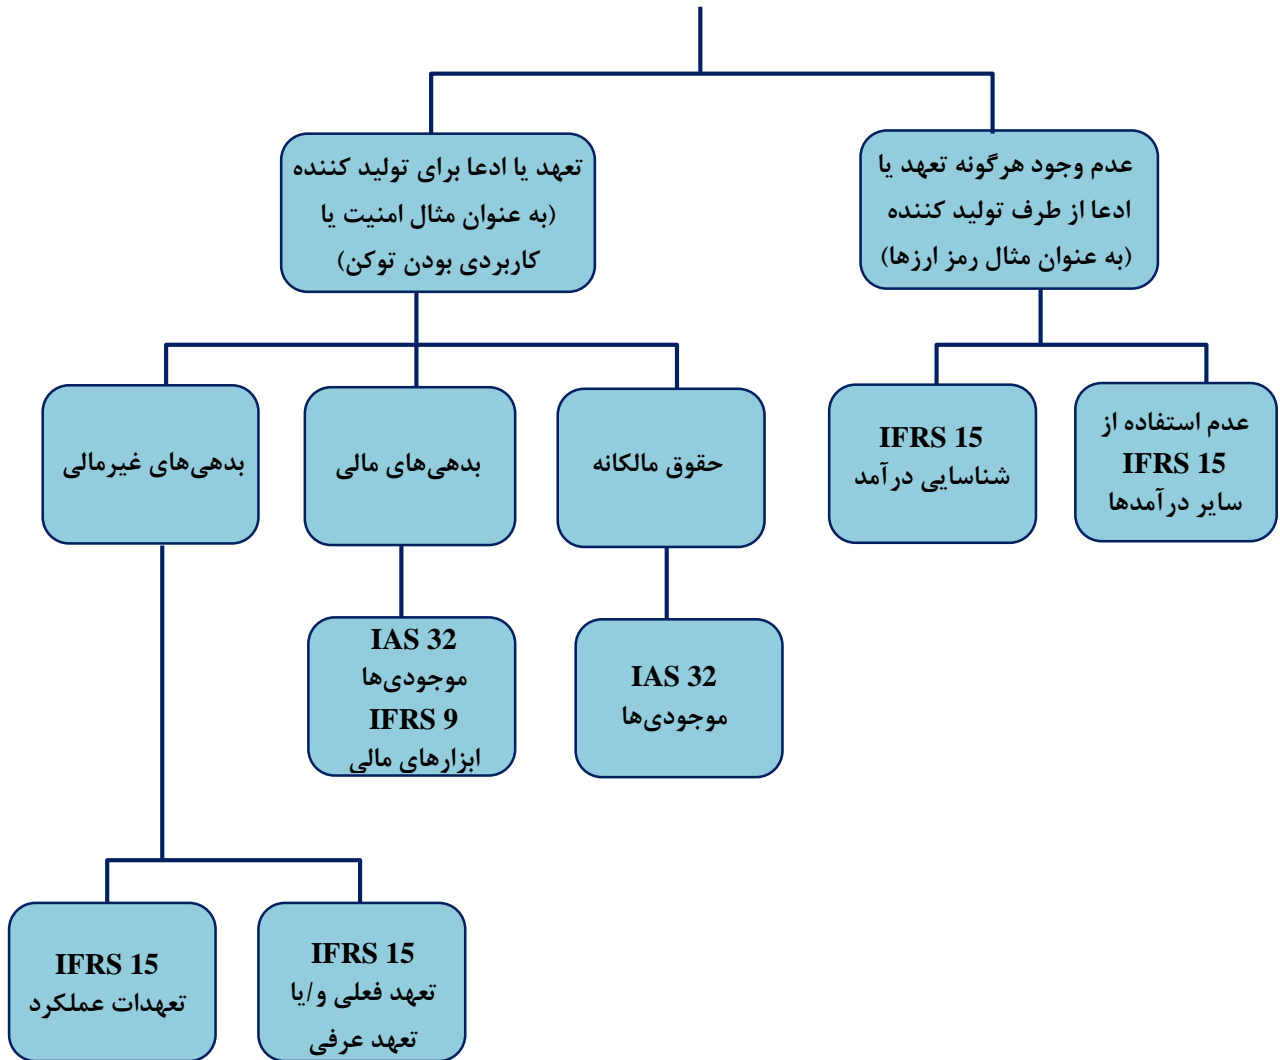 عدم وجود هرگونه تعهد یا
ادعا از طرف تولید کننده
(به عنوان مثال رمز ارزها)
تعهد یا ادعا برای تولید کننده
(به عنوان مثال امنیت یا
کاربردی بودن توکن)
عدم استفاده از
IFRS 15
سایر درآمدها
IFRS 15
شناسایی درآمد
حقوق مالکانه
بدهی‌های مالی
بدهی‌های غیرمالی
IAS 32
موجودی‌ها
IAS 32
موجودی‌ها
IFRS 9
ابزارهای مالی
IFRS 15
تعهد فعلی و/یا
تعهد عرفی
IFRS 15
تعهدات عملکرد